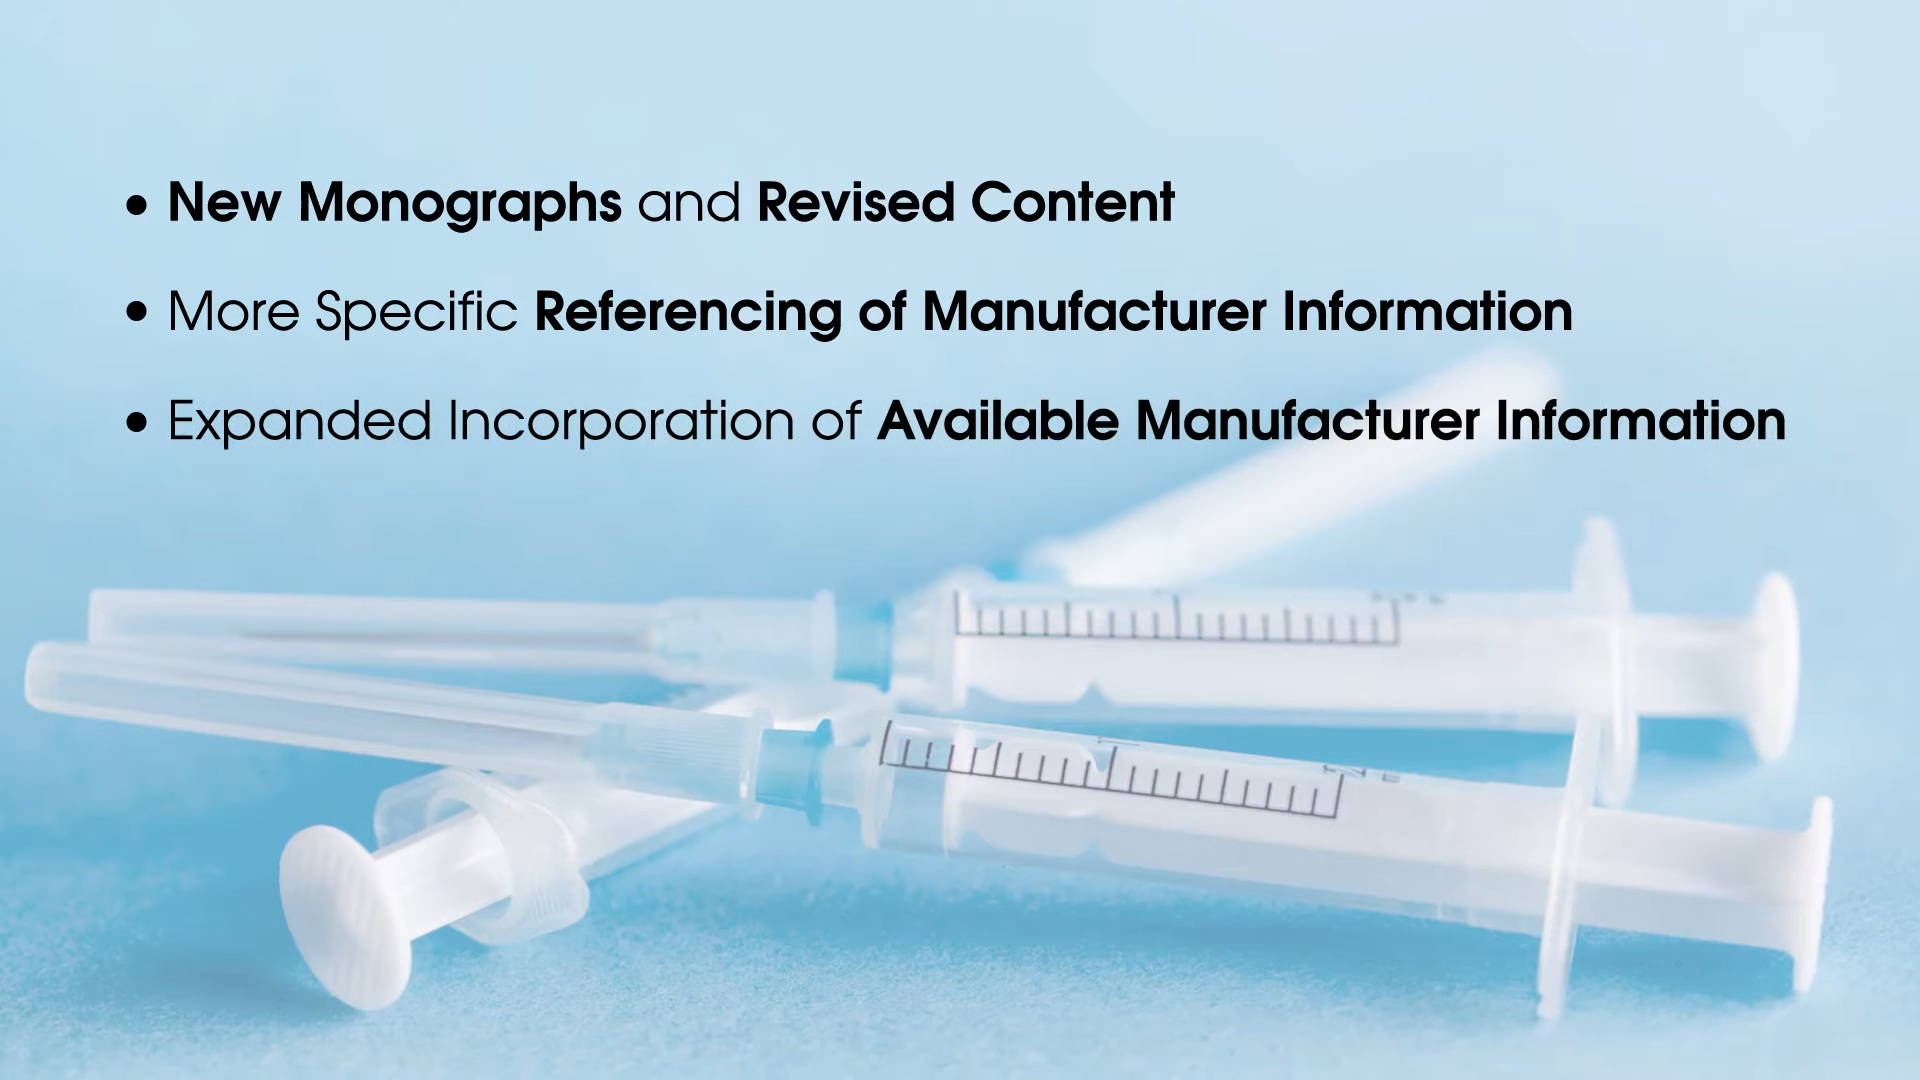 • New Monographs and Revised Content
• More Specific Referencing of Manufacturer Information
• Expanded Incorporation of Available Manufacturer Information